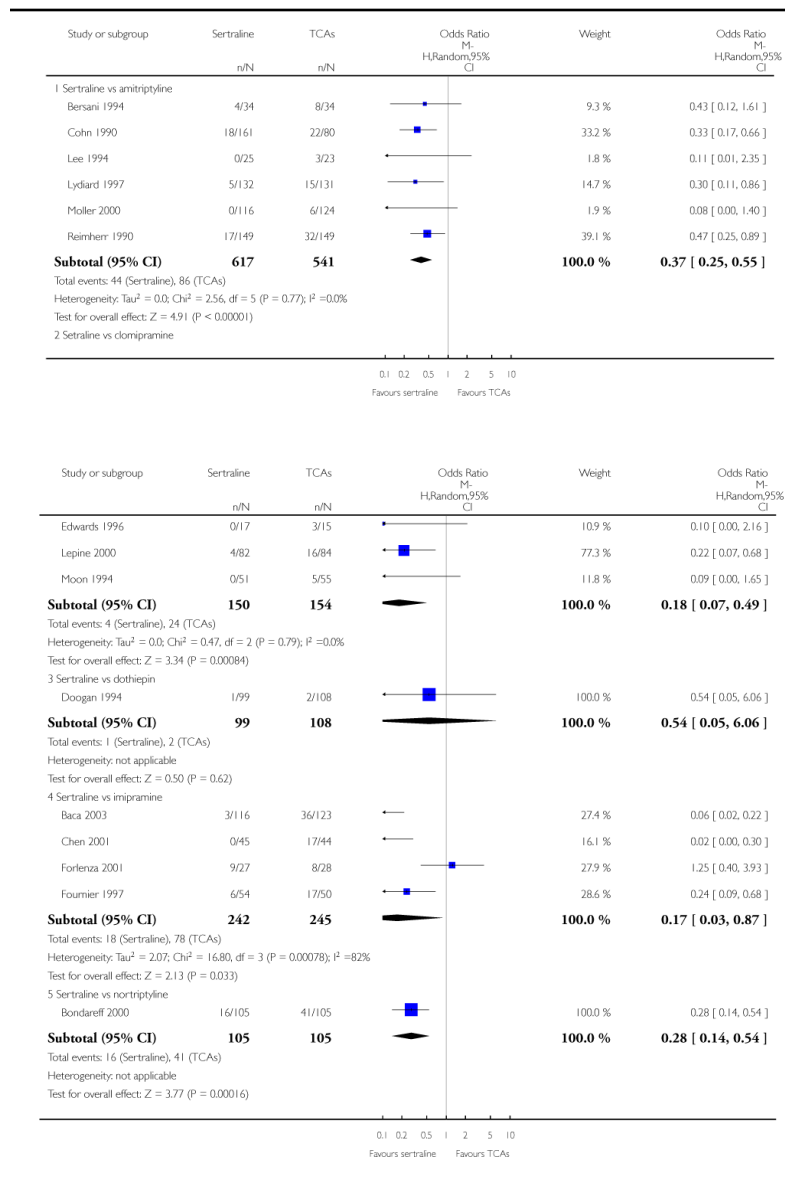 Study or subgroup Sertraline TCAs Odds Ratio Weight Odds Ratio
M- M-
H,Random,95% H,Random,95%
n/N n/N CI CI
1 Sertraline vs amitriptyline
Bersani 1994 4/34 8/34 9.3 % 0.43 [ 0.12, 1.61 ]
Cohn 1990 18/161 22/80 33.2 % 0.33 [ 0.17, 0.66 ]
Lee 1994 0/25 3/23 1.8 % 0.11 [ 0.01, 2.35 ]
Lydiard 1997 5/132 15/131 14.7 % 0.30 [ 0.11, 0.86 ]
Moller 2000 0/116 6/124 1.9 % 0.08 [ 0.00, 1.40 ]
Reimherr 1990 17/149 32/149 39.1 % 0.47 [ 0.25, 0.89 ]
Subtotal (95% CI) 617 541 100.0 % 0.37 [ 0.25, 0.55 ]
Total events: 44 (Sertraline), 86 (TCAs)
Heterogeneity: Tau² = 0.0; Chi² = 2.56, df = 5 (P = 0.77); I² =0.0%
Test for overall effect: Z = 4.91 (P < 0.00001)
2 Setraline vs clomipramine
0.1 0.2 0.5 1 2 5 10
Favours sertraline Favours TCAs
Study or subgroup Sertraline TCAs Odds Ratio Weight Odds Ratio
M- M-
H,Random,95% H,Random,95%
n/N n/N CI CI
Edwards 1996 0/17 3/15 10.9 % 0.10 [ 0.00, 2.16 ]
Lepine 2000 4/82 16/84 77.3 % 0.22 [ 0.07, 0.68 ]
Moon 1994 0/51 5/55 11.8 % 0.09 [ 0.00, 1.65 ]
Subtotal (95% CI) 150 154 100.0 % 0.18 [ 0.07, 0.49 ]
Total events: 4 (Sertraline), 24 (TCAs)
Heterogeneity: Tau² = 0.0; Chi² = 0.47, df = 2 (P = 0.79); I² =0.0%
Test for overall effect: Z = 3.34 (P = 0.00084)
3 Sertraline vs dothiepin
Doogan 1994 1/99 2/108 100.0 % 0.54 [ 0.05, 6.06 ]
Subtotal (95% CI) 99 108 100.0 % 0.54 [ 0.05, 6.06 ]
Total events: 1 (Sertraline), 2 (TCAs)
Heterogeneity: not applicable
Test for overall effect: Z = 0.50 (P = 0.62)
4 Sertraline vs imipramine
Baca 2003 3/116 36/123 27.4 % 0.06 [ 0.02, 0.22 ]
Chen 2001 0/45 17/44 16.1 % 0.02 [ 0.00, 0.30 ]
Forlenza 2001 9/27 8/28 27.9 % 1.25 [ 0.40, 3.93 ]
Fournier 1997 6/54 17/50 28.6 % 0.24 [ 0.09, 0.68 ]
Subtotal (95% CI) 242 245 100.0 % 0.17 [ 0.03, 0.87 ]
Total events: 18 (Sertraline), 78 (TCAs)
Heterogeneity: Tau² = 2.07; Chi² = 16.80, df = 3 (P = 0.00078); I² =82%
Test for overall effect: Z = 2.13 (P = 0.033)
5 Sertraline vs nortriptyline
Bondareff 2000 16/105 41/105 100.0 % 0.28 [ 0.14, 0.54 ]
Subtotal (95% CI) 105 105 100.0 % 0.28 [ 0.14, 0.54 ]
Total events: 16 (Sertraline), 41 (TCAs)
Heterogeneity: not applicable
Test for overall effect: Z = 3.77 (P = 0.00016)
0.1 0.2 0.5 1 2 5 10
Favours sertraline Favours TCAs